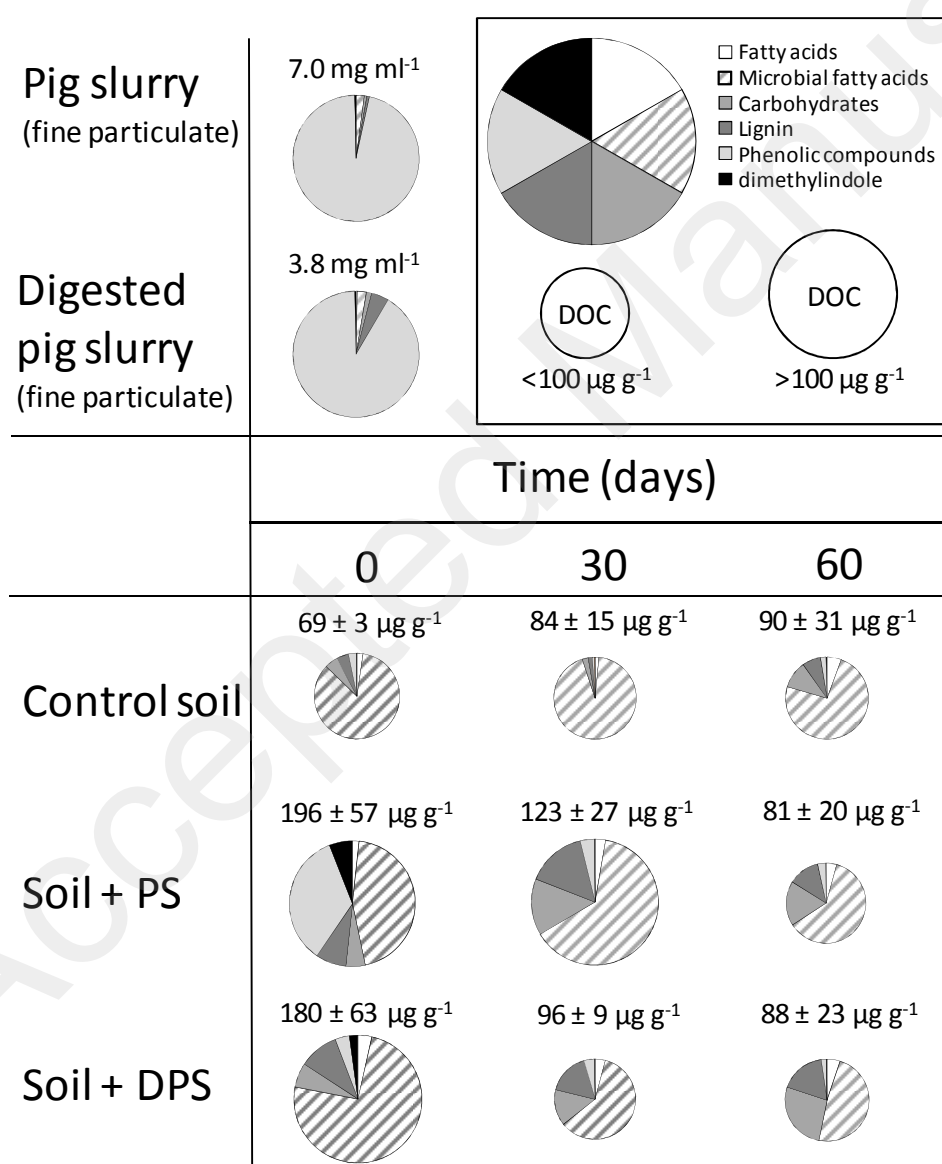 Pig slurry
(fine particulate)
7.0 mg ml⁻¹
Digested
pig slurry
(fine particulate)
3.8 mg ml⁻¹
Fatty acids
Microbial fatty acids
Carbohydrates
Lignin
Phenolic compounds
dimethylindole
DOC
<100 µg g⁻¹
DOC
>100 µg g⁻¹
Time (days)
0 30 60
69 ± 3 µg g⁻¹ 84 ± 15 µg g⁻¹ 90 ± 31 µg g⁻¹
Control soil
196 ± 57 µg g⁻¹ 123 ± 27 µg g⁻¹ 81 ± 20 µg g⁻¹
Soil + PS
180 ± 63 µg g⁻¹ 96 ± 9 µg g⁻¹ 88 ± 23 µg g⁻¹
Soil + DPS
Accepted Manus